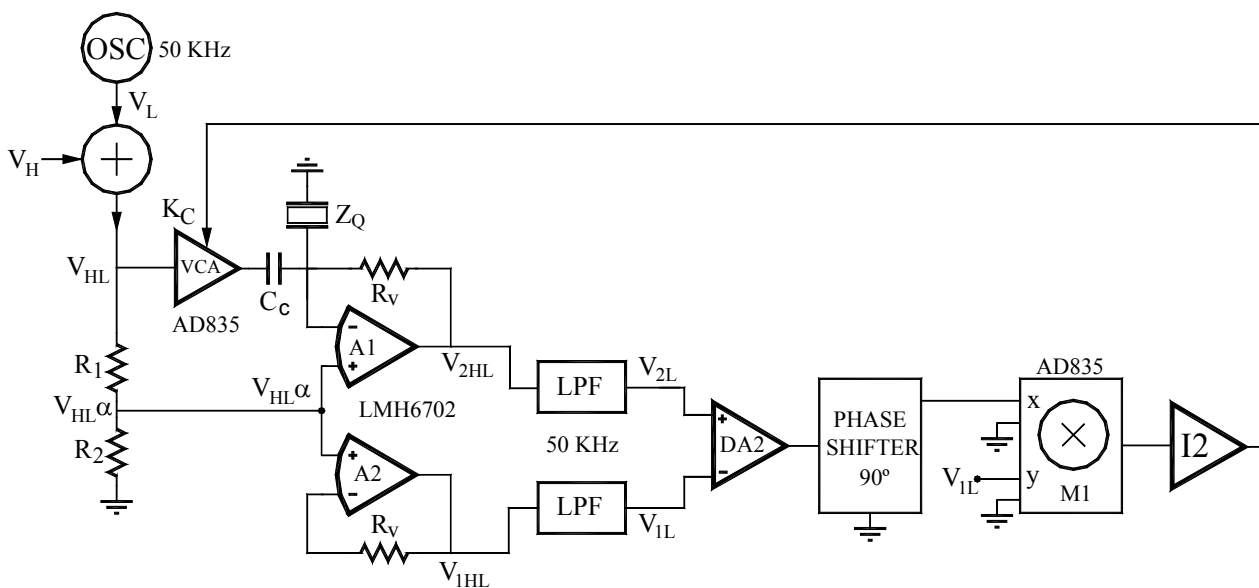 OSC 50 KHz
V_L
V_H
+
K_C
Z_Q
V_HL
VCA
C_C
R_V
AD835
A1
V_2HL
R_1
V_HLα
V_HLα
LMH6702
LPF
V_2L
AD835
x
R_2
A2
50 KHz
DA2
PHASE
SHIFTER
90º
V_1L
y
M1
I2
LPF
R_V
V_1HL
V_1L